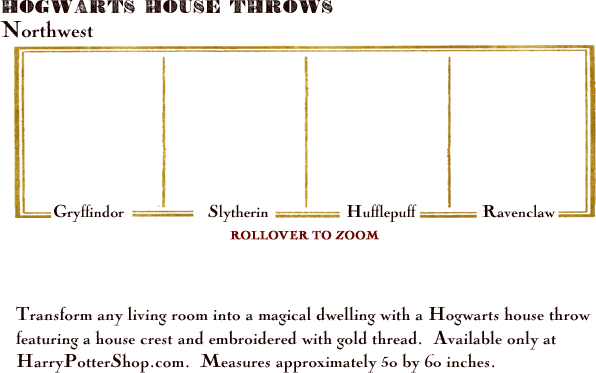 HOGWARTS HOUSE THROWS
Northwest
Gryffindor Slytherin Hufflepuff Ravenclaw
ROLLOVER TO ZOOM
Transform any living room into a magical dwelling with a Hogwarts house throw
featuring a house crest and embroidered with gold thread. Available only at
HarryPotterShop.com. Measures approximately 50 by 60 inches.